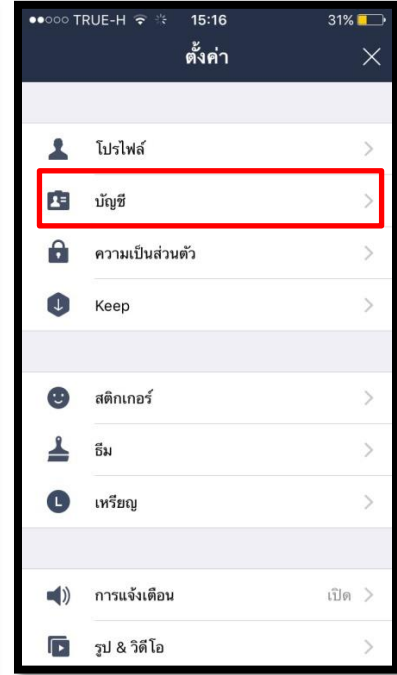 TRUE-H 15:16 31%
ตั้งค่า
โปรไฟล์
บัญชี
ความเป็นส่วนตัว
Keep
สติกเกอร์
ธีม
L เหรียญ
การแจ้งเตือน เปิด
รูป & วิดีโอ